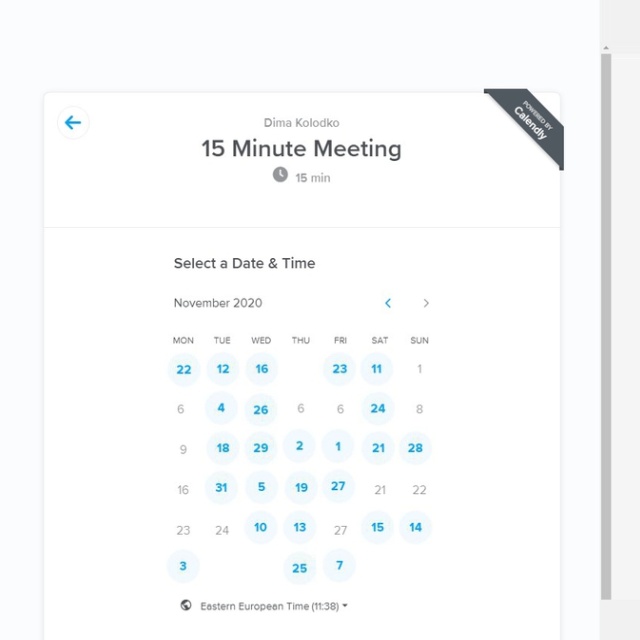 POWERED BY
Calendly
Dima Kolodko
15 Minute Meeting
15 min
Select a Date & Time
November 2020
MON TUE WED THU FRI SAT SUN
22 12 16 23 11 1
6 4 26 6 6 24 8
9 18 29 2 1 21 28
16 31 5 19 27 21 22
23 24 10 13 27 15 14
3 25 7
Eastern European Time (11:38)